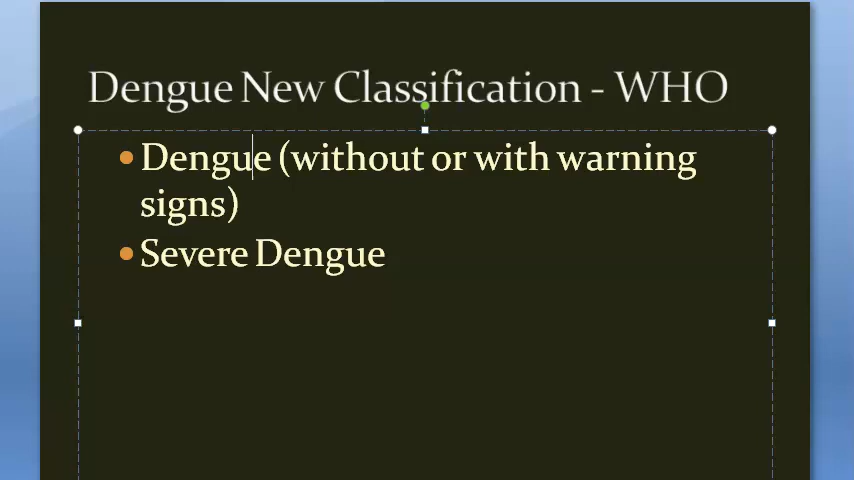 Dengue New Classification - WHO
Dengue (without or with warning
signs)
Severe Dengue